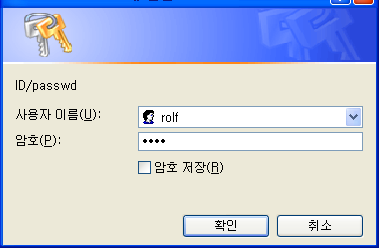 ID/passwd
사용자 이름(U):
rolf
암호(P):
••••
암호 저장(R)
확인
취소